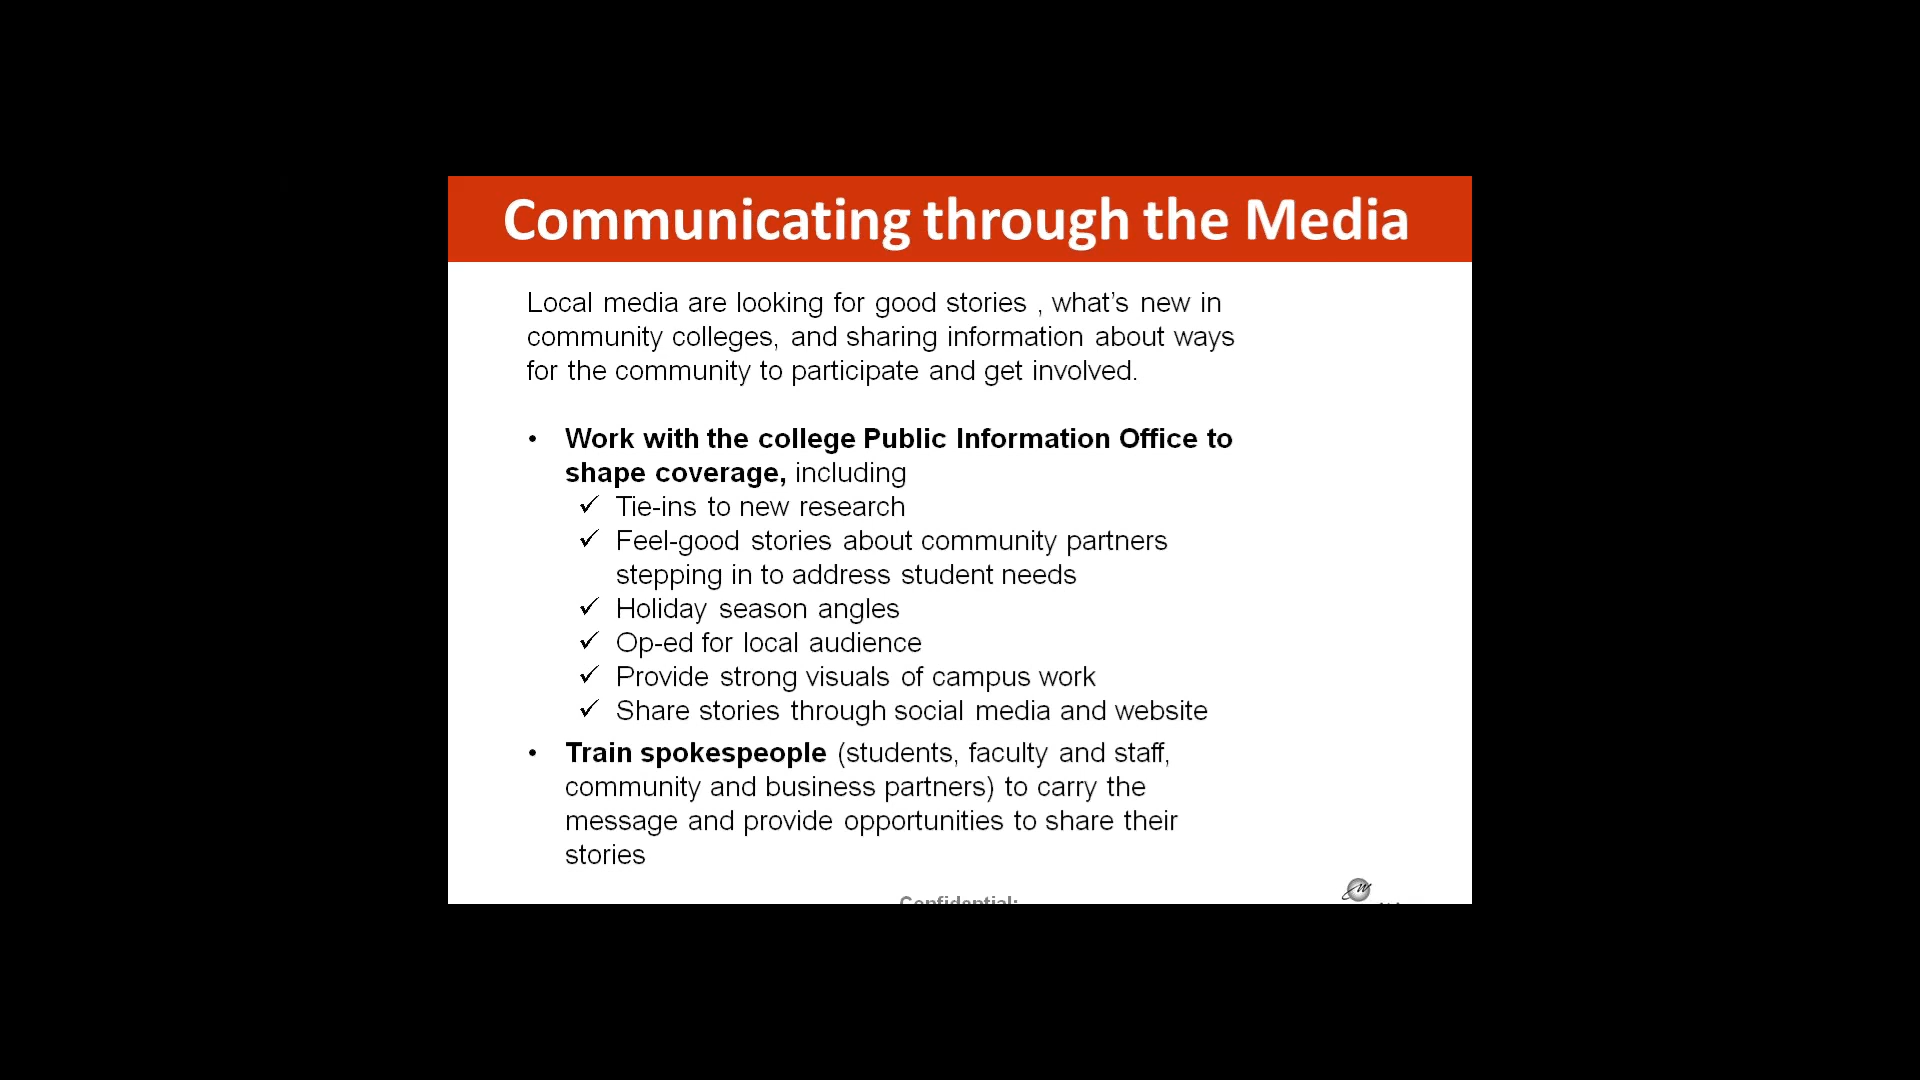 Communicating through the Media
Local media are looking for good stories , what’s new in
community colleges, and sharing information about ways
for the community to participate and get involved.
• Work with the college Public Information Office to
shape coverage, including
✓ Tie-ins to new research
✓ Feel-good stories about community partners
stepping in to address student needs
✓ Holiday season angles
✓ Op-ed for local audience
✓ Provide strong visuals of campus work
✓ Share stories through social media and website
• Train spokespeople (students, faculty and staff,
community and business partners) to carry the
message and provide opportunities to share their
stories
Confidential: